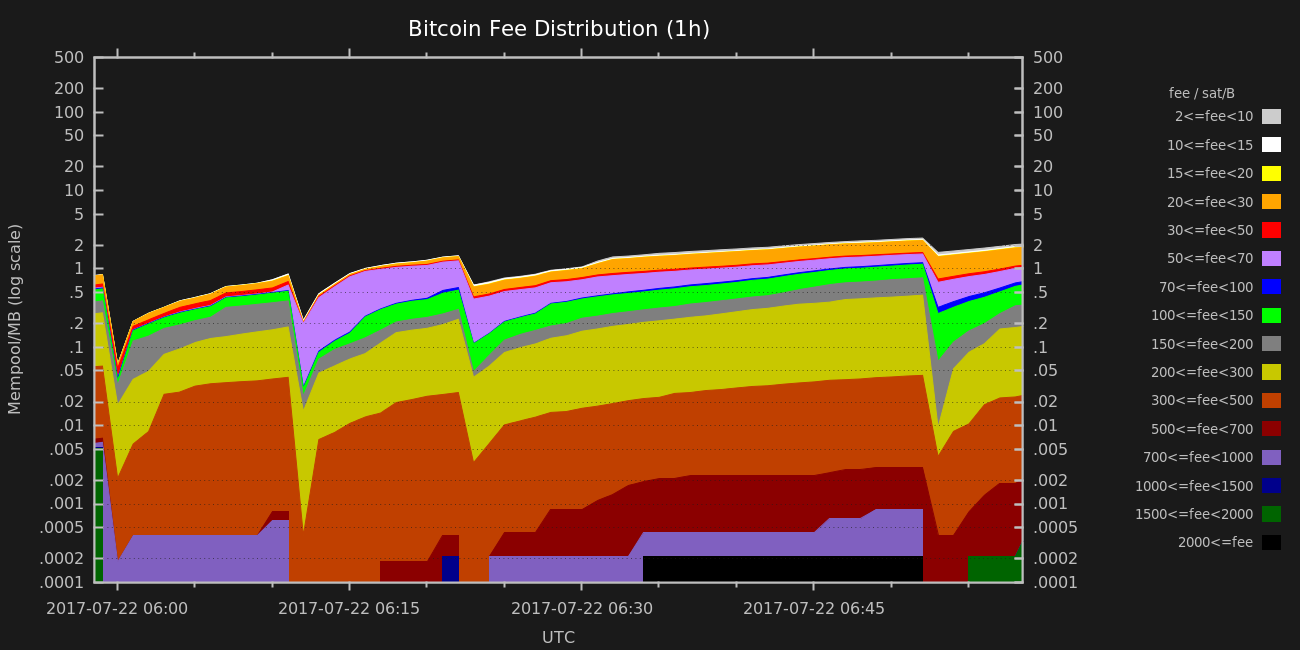 Bitcoin Fee Distribution (1h)
Mempool/MB (log scale)
500
200
100
50
20
10
5
2
1
.5
.2
.1
.05
.02
.01
.005
.002
.001
.0005
.0002
.0001
500
200
100
50
20
10
5
2
1
.5
.2
.1
.05
.02
.01
.005
.002
.001
.0005
.0002
.0001
2017-07-22 06:00
2017-07-22 06:15
2017-07-22 06:30
2017-07-22 06:45
UTC
fee / sat/B
2<=fee<10
10<=fee<15
15<=fee<20
20<=fee<30
30<=fee<50
50<=fee<70
70<=fee<100
100<=fee<150
150<=fee<200
200<=fee<300
300<=fee<500
500<=fee<700
700<=fee<1000
1000<=fee<1500
1500<=fee<2000
2000<=fee